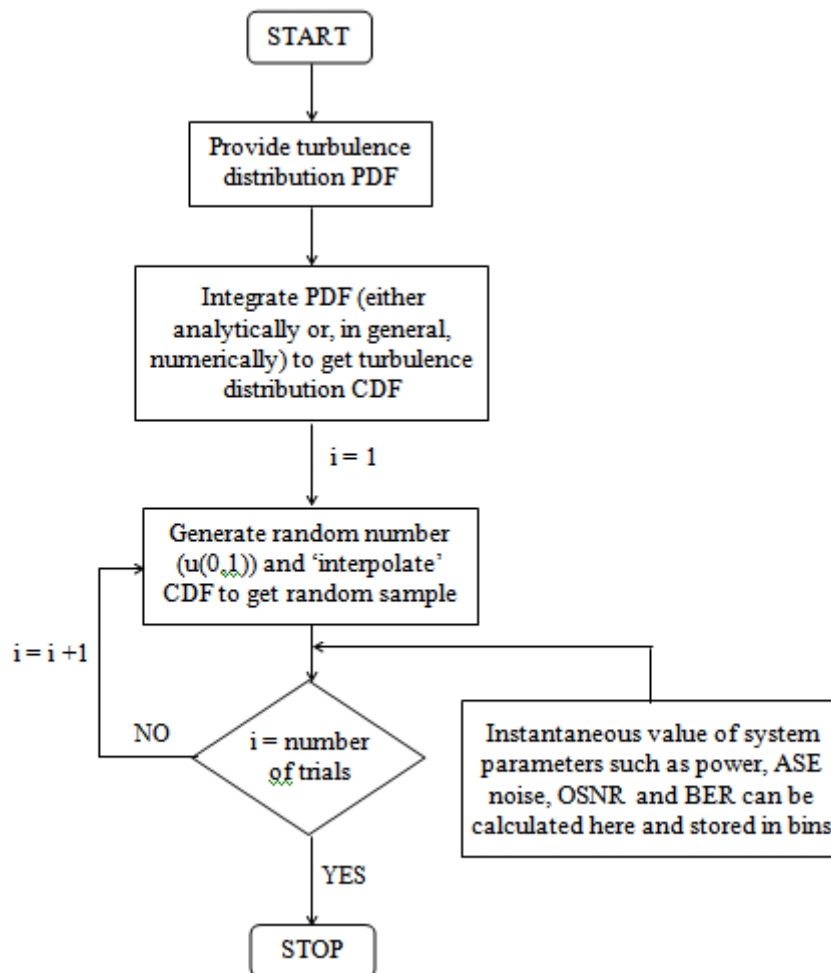 START
Provide turbulence
distribution PDF
Integrate PDF (either
analytically or, in general,
numerically) to get turbulence
distribution CDF
i = 1
Generate random number
(u(0,1)) and ‘interpolate’
CDF to get random sample
i = i +1
NO
i = number
of trials
Instantaneous value of system
parameters such as power, ASE
noise, OSNR and BER can be
calculated here and stored in bins
YES
STOP